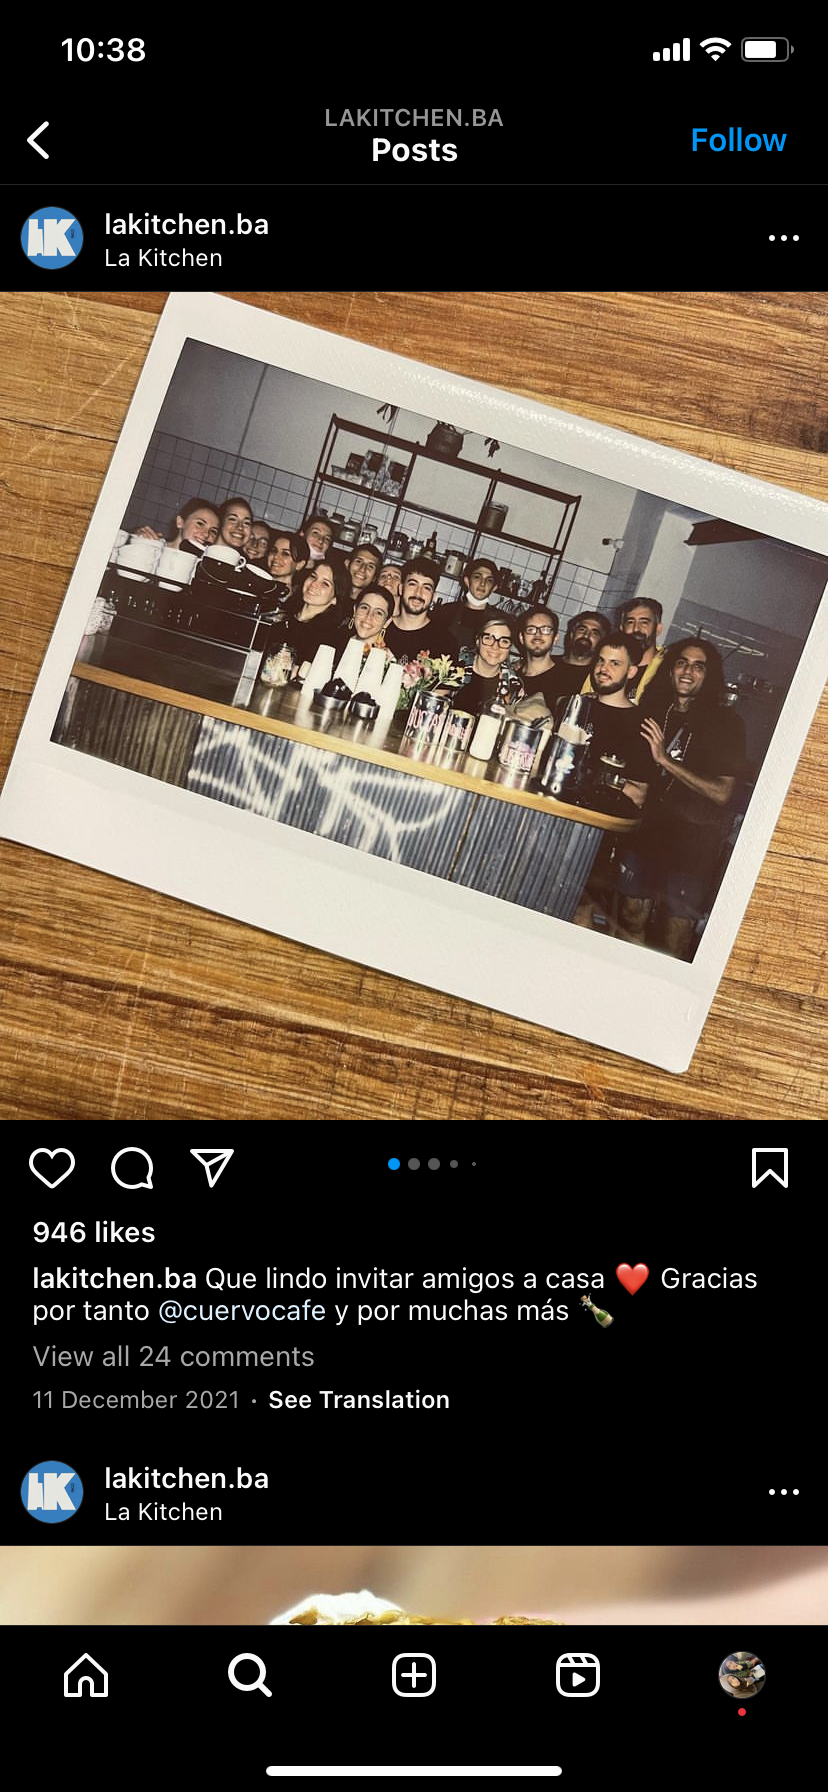 10:38
LAKITCHEN.BA
Posts
Follow
lakitchen.ba
La Kitchen
946 likes
lakitchen.ba Que lindo invitar amigos a casa ❤️ Gracias
por tanto @cuervocafe y por muchas más 🍾
View all 24 comments
11 December 2021 · See Translation
lakitchen.ba
La Kitchen